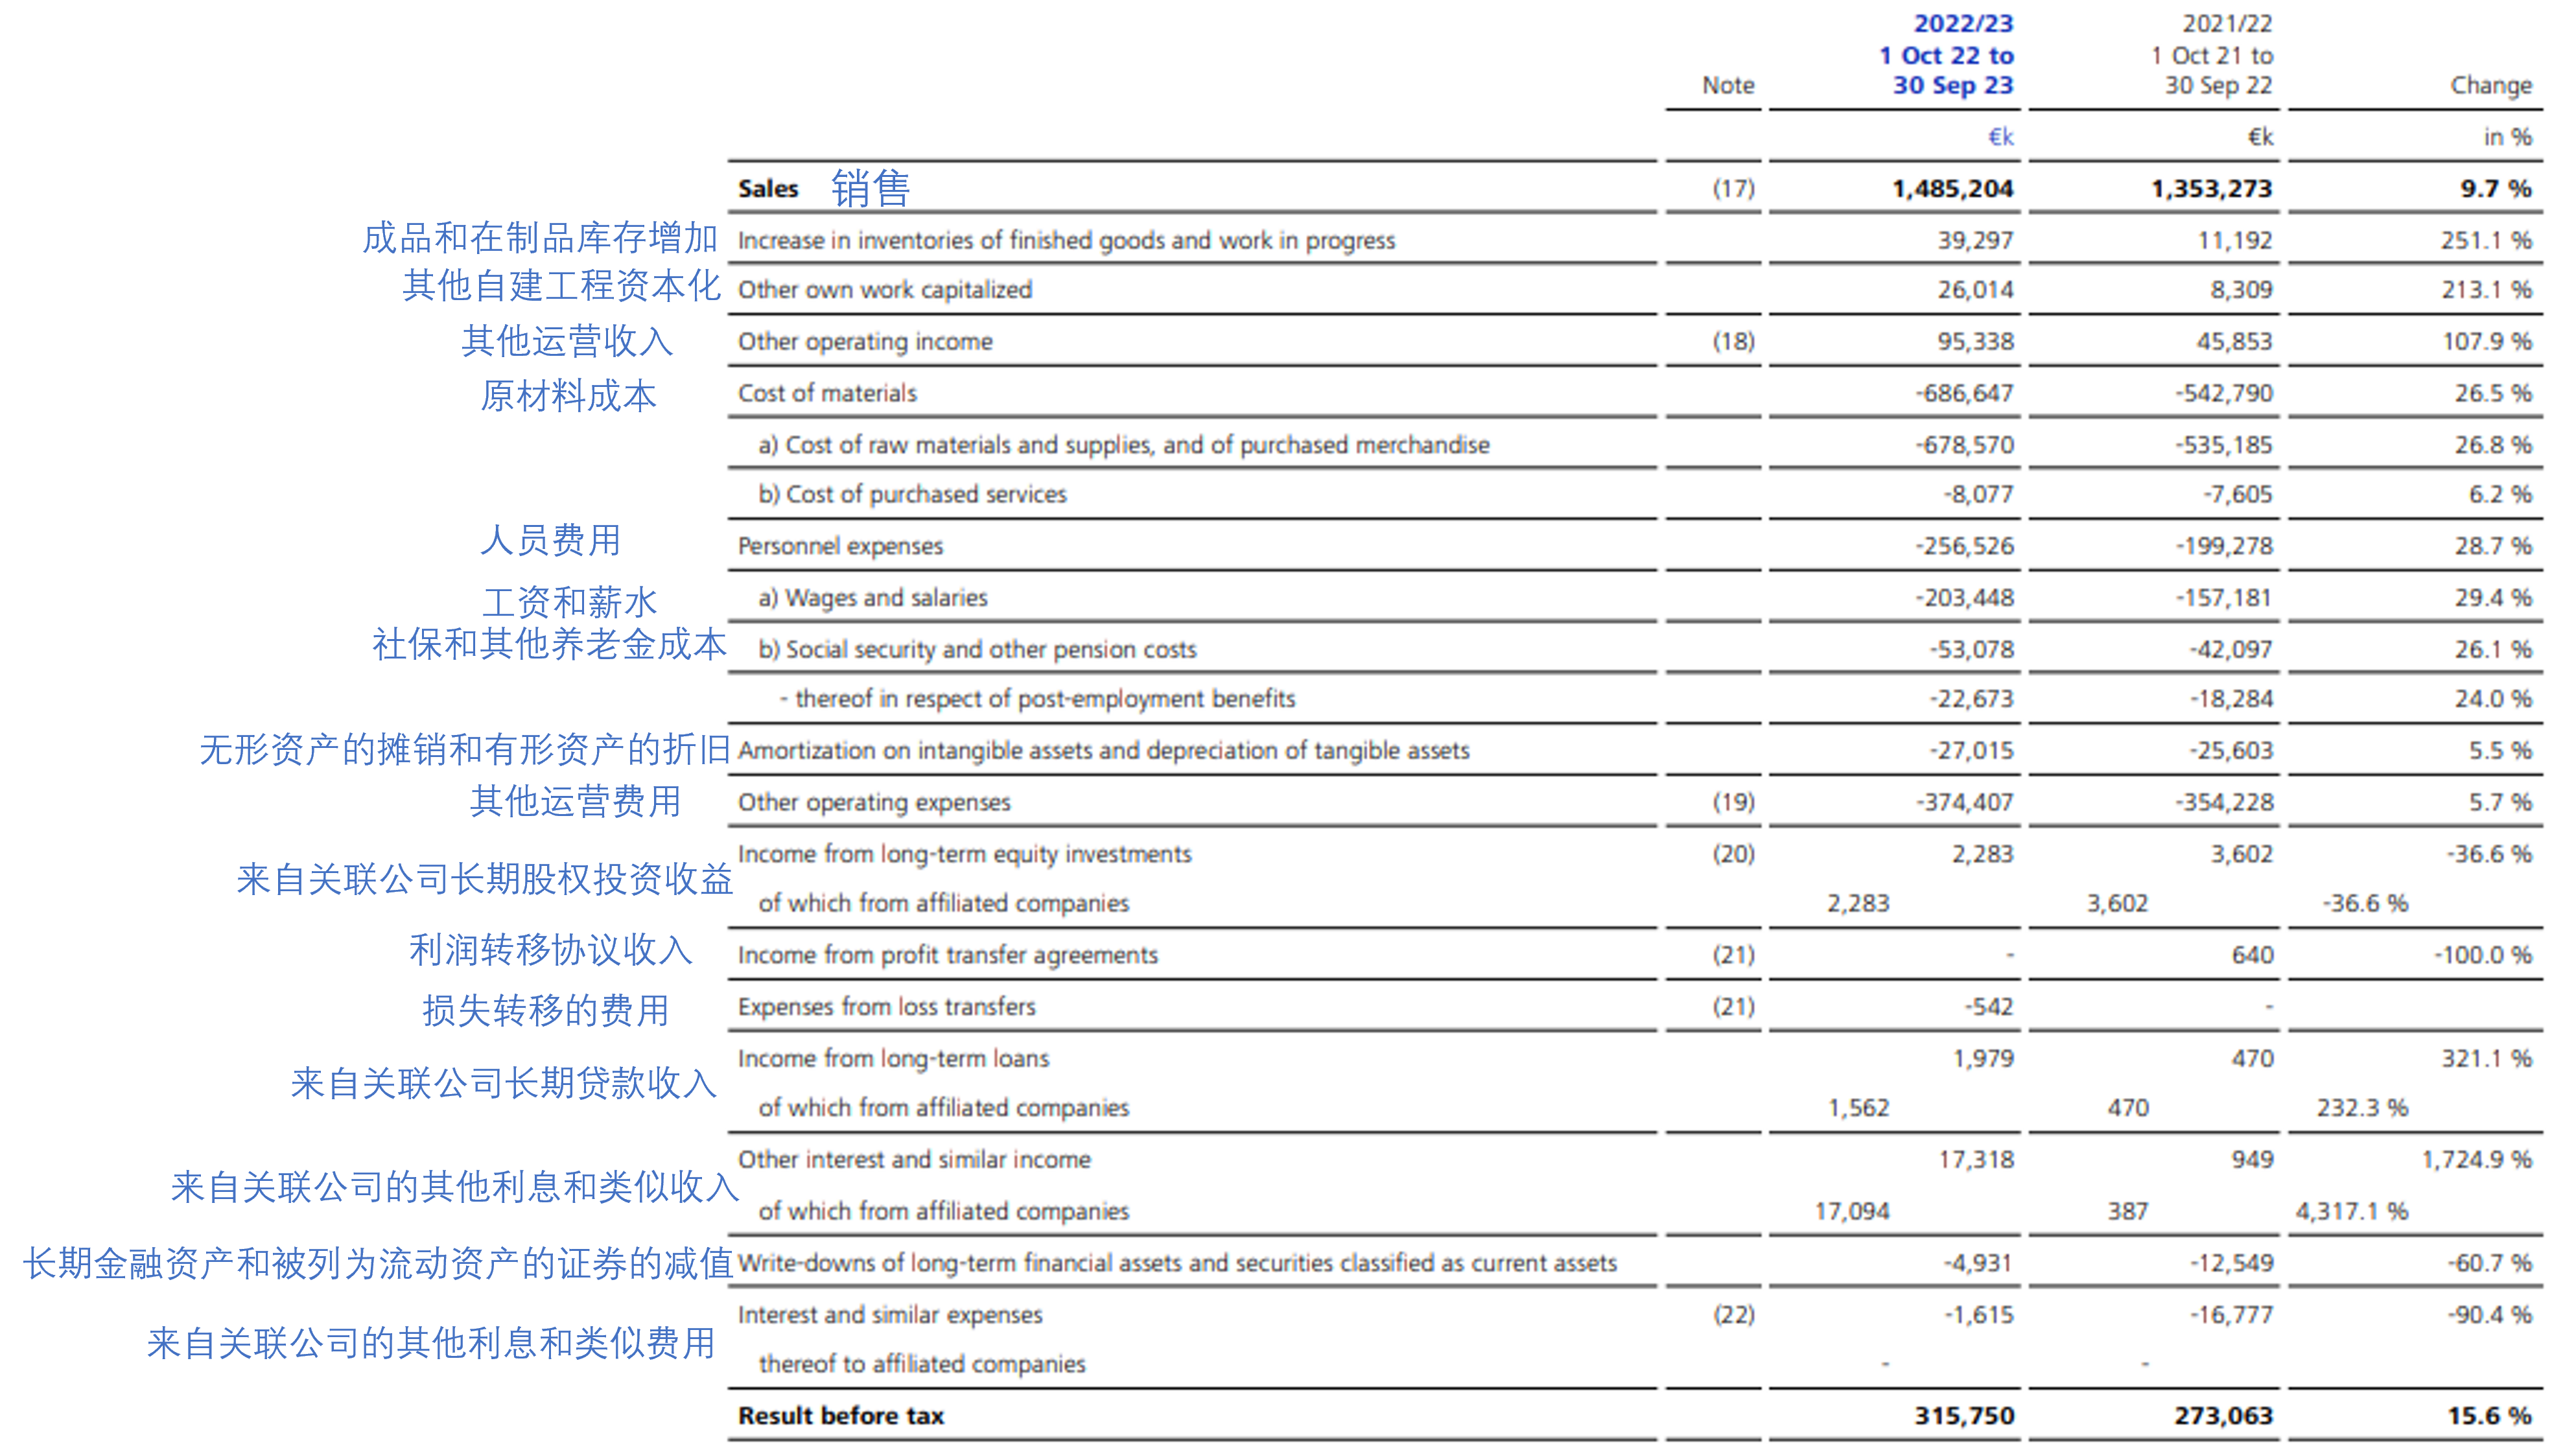 2022/23 2021/22
1 Oct 22 to 1 Oct 21 to
Note 30 Sep 23 30 Sep 22 Change
€k €k in %
Sales 销售 (17) 1,485,204 1,353,273 9.7 %
成品和在制品库存增加 Increase in inventories of finished goods and work in progress 39,297 11,192 251.1 %
其他自建工程资本化 Other own work capitalized 26,014 8,309 213.1 %
其他运营收入 Other operating income (18) 95,338 45,853 107.9 %
原材料成本 Cost of materials -686,647 -542,790 26.5 %
a) Cost of raw materials and supplies, and of purchased merchandise -678,570 -535,185 26.8 %
b) Cost of purchased services -8,077 -7,605 6.2 %
人员费用 Personnel expenses -256,526 -199,278 28.7 %
工资和薪水 a) Wages and salaries -203,448 -157,181 29.4 %
社保和其他养老金成本 b) Social security and other pension costs -53,078 -42,097 26.1 %
- thereof in respect of post-employment benefits -22,673 -18,284 24.0 %
无形资产的摊销和有形资产的折旧 Amortization on intangible assets and depreciation of tangible assets -27,015 -25,603 5.5 %
其他运营费用 Other operating expenses (19) -374,407 -354,228 5.7 %
Income from long-term equity investments (20) 2,283 3,602 -36.6 %
来自关联公司长期股权投资收益
of which from affiliated companies 2,283 3,602 -36.6 %
利润转移协议收入 Income from profit transfer agreements (21) - 640 -100.0 %
损失转移的费用 Expenses from loss transfers (21) -542 -
Income from long-term loans 1,979 470 321.1 %
来自关联公司长期贷款收入
of which from affiliated companies 1,562 470 232.3 %
Other interest and similar income 17,318 949 1,724.9 %
来自关联公司的其他利息和类似收入
of which from affiliated companies 17,094 387 4,317.1 %
长期金融资产和被列为流动资产的证券的减值 Write-downs of long-term financial assets and securities classified as current assets -4,931 -12,549 -60.7 %
Interest and similar expenses (22) -1,615 -16,777 -90.4 %
来自关联公司的其他利息和类似费用
thereof to affiliated companies - -
Result before tax 315,750 273,063 15.6 %